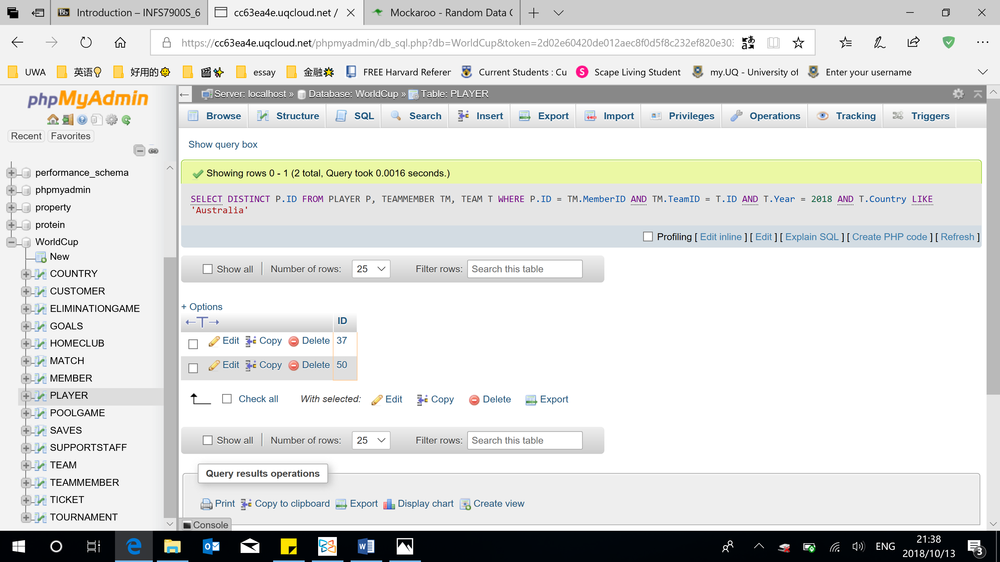 Introduction – INFS7900S_6
cc63ea4e.uqcloud.net /
Mockaroo - Random Data
https://cc63ea4e.uqcloud.net/phpmyadmin/db_sql.php?db=WorldCup&token=2d02e60420de012aec8f0d5f8c232ef820e303
UWA 英语 好用的 essay 金融 FREE Harvard Referer Current Students : Cu Scape Living Student my.UQ - University of Enter your username
phpMyAdmin
Recent Favorites
performance_schema
phpmyadmin
property
protein
WorldCup
New
COUNTRY
CUSTOMER
ELIMINATIONGAME
GOALS
HOMECLUB
MATCH
MEMBER
PLAYER
POOLGAME
SAVES
SUPPORTSTAFF
TEAM
TEAMMEMBER
TICKET
TOURNAMENT
Server: localhost » Database: WorldCup » Table: PLAYER
Browse Structure SQL Search Insert Export Import Privileges Operations Tracking Triggers
Show query box
Showing rows 0 - 1 (2 total, Query took 0.0016 seconds.)
SELECT DISTINCT P.ID FROM PLAYER P, TEAMMEMBER TM, TEAM T WHERE P.ID = TM.MemberID AND TM.TeamID = T.ID AND T.Year = 2018 AND T.Country LIKE
'Australia'
Profiling [ Edit inline ] [ Edit ] [ Explain SQL ] [ Create PHP code ] [ Refresh ]
Show all Number of rows: 25 Filter rows: Search this table
+ Options
←T→ ID
Edit Copy Delete 37
Edit Copy Delete 50
Check all With selected: Edit Copy Delete Export
Show all Number of rows: 25 Filter rows: Search this table
Query results operations
Print Copy to clipboard Export Display chart Create view
Console
ENG
21:38
2018/10/13
3